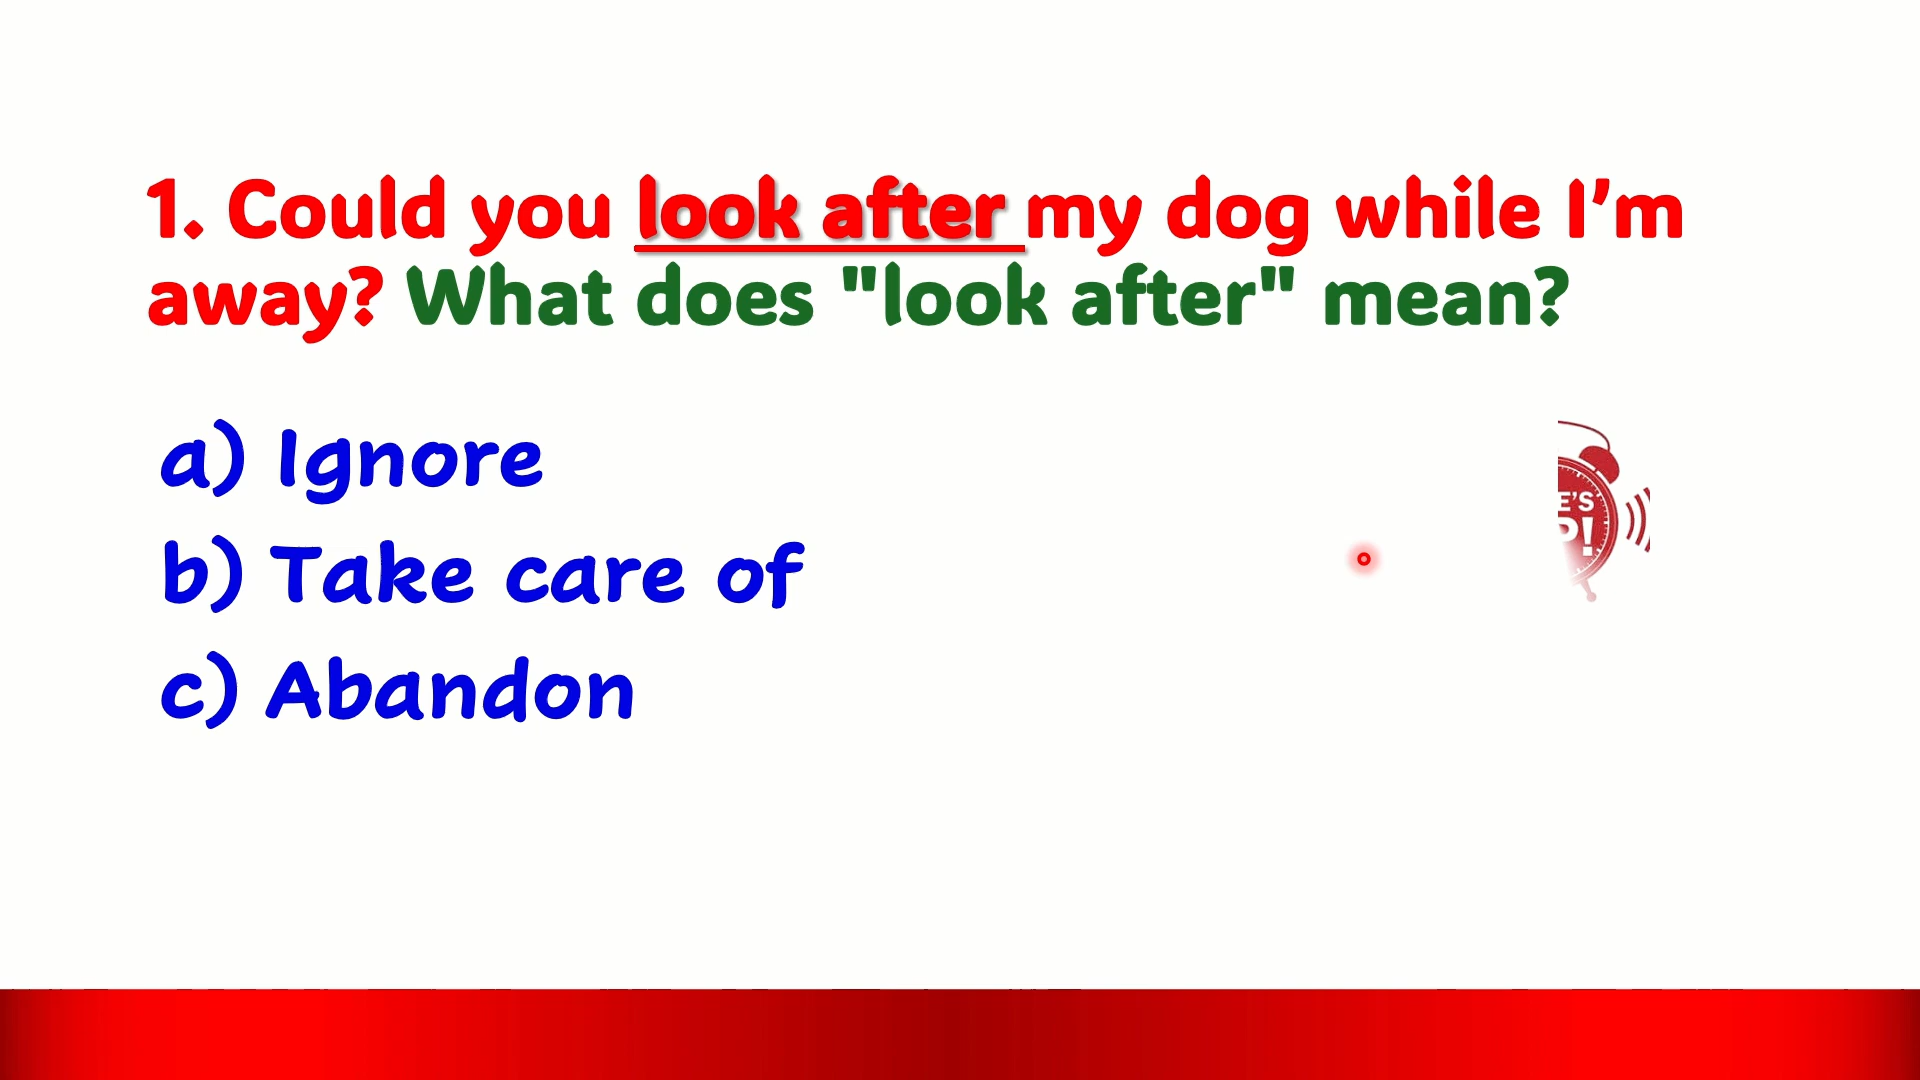 1. Could you look after my dog while I’m
away? What does "look after" mean?
a) Ignore
b) Take care of
c) Abandon
E’S
P!